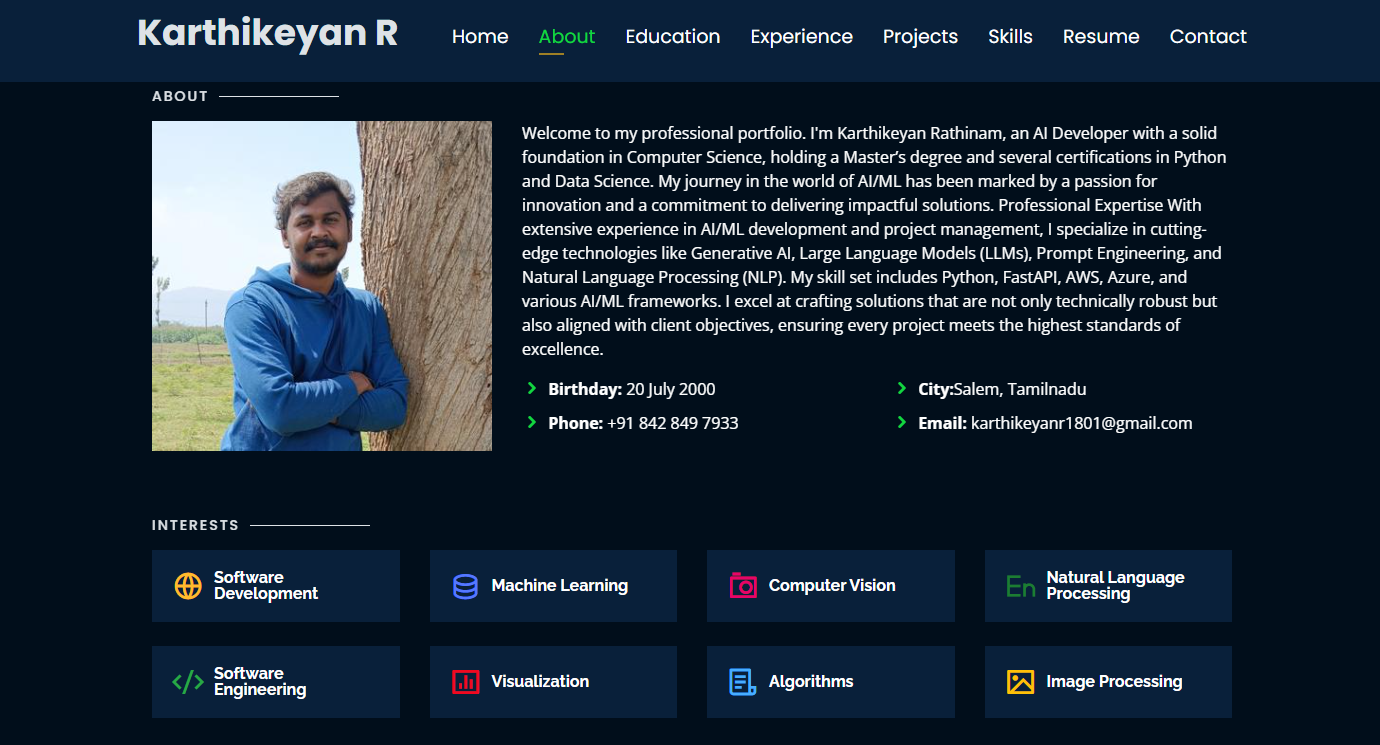 Karthikeyan R
Home About Education Experience Projects Skills Resume Contact
ABOUT
Welcome to my professional portfolio. I'm Karthikeyan Rathinam, an AI Developer with a solid
foundation in Computer Science, holding a Master's degree and several certifications in Python
and Data Science. My journey in the world of AI/ML has been marked by a passion for
innovation and a commitment to delivering impactful solutions. Professional Expertise With
extensive experience in AI/ML development and project management, I specialize in cutting-
edge technologies like Generative AI, Large Language Models (LLMs), Prompt Engineering, and
Natural Language Processing (NLP). My skill set includes Python, FastAPI, AWS, Azure, and
various AI/ML frameworks. I excel at crafting solutions that are not only technically robust but
also aligned with client objectives, ensuring every project meets the highest standards of
excellence.
Birthday: 20 July 2000
City:Salem, Tamilnadu
Phone: +91 842 849 7933
Email: karthikeyanr1801@gmail.com
INTERESTS
Software
Development
Machine Learning
Computer Vision
En
Natural Language
Processing
</>
Software
Engineering
Visualization
Algorithms
Image Processing